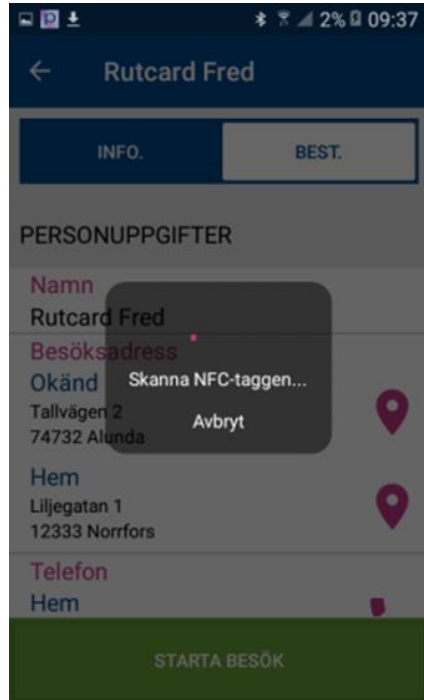 2% 09:37
Rutcard Fred
INFO. BEST.
PERSONUPPGIFTER
Namn
Rutcard Fred
Besöksadress
Okänd
Skanna NFC-taggen...
Tallvägen 2
Avbryt
74732 Alunda
Hem
Liljegatan 1
12333 Norrfors
Telefon
Hem
STARTA BESÖK